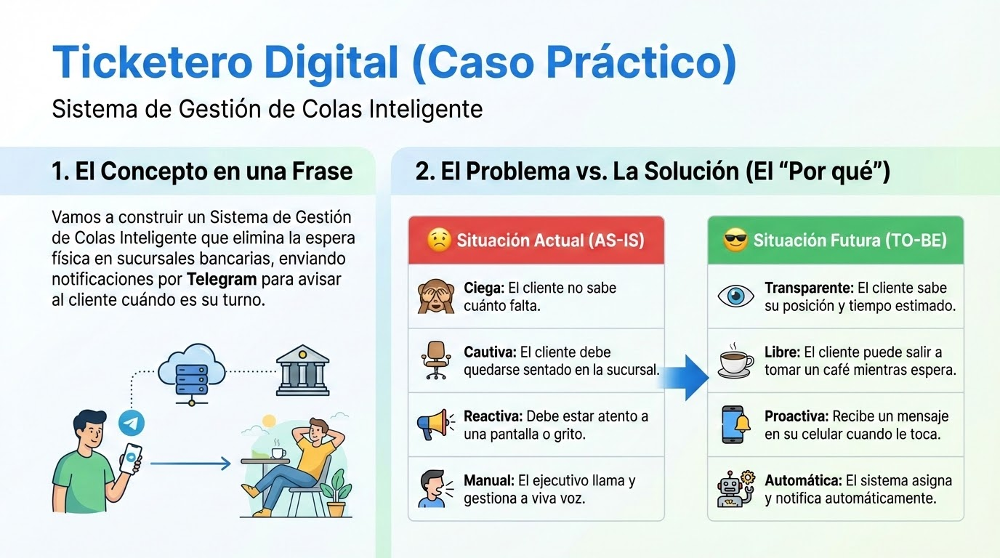 Ticketero Digital (Caso Práctico)
Sistema de Gestión de Colas Inteligente
1. El Concepto en una Frase
Vamos a construir un Sistema de Gestión
de Colas Inteligente que elimina la espera
física en sucursales bancarias, enviando
notificaciones por Telegram para avisar
al cliente cuándo es su turno.
2. El Problema vs. La Solución (El “Por qué”)
Situación Actual (AS-IS)
Ciega: El cliente no sabe
cuánto falta.
Cautiva: El cliente debe
quedarse sentado en la sucursal.
Reactiva: Debe estar atento a
una pantalla o grito.
Manual: El ejecutivo llama y
gestiona a viva voz.
Situación Futura (TO-BE)
Transparente: El cliente sabe
su posición y tiempo estimado.
Libre: El cliente puede salir a
tomar un café mientras espera.
Proactiva: Recibe un mensaje
en su celular cuando le toca.
Automática: El sistema asigna
y notifica automáticamente.